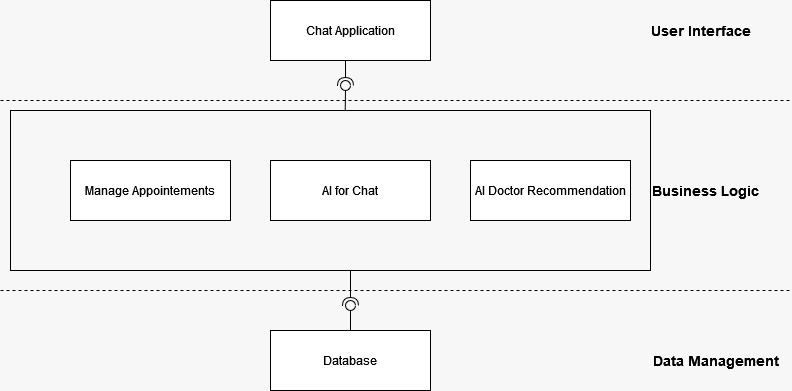 Chat Application
User Interface
Manage Appointements
AI for Chat
AI Doctor Recommendation
Business Logic
Database
Data Management